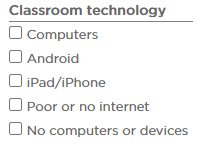 Classroom technology
Computers
Android
iPad/iPhone
Poor or no internet
No computers or devices